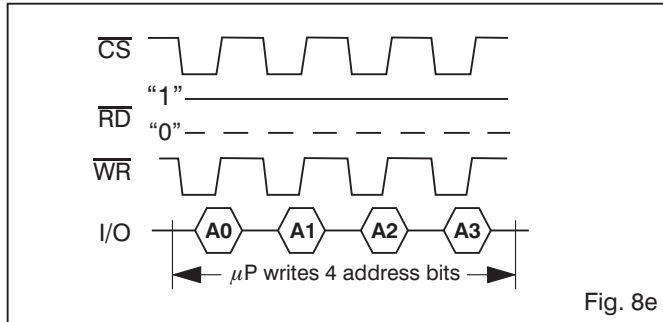 CS
“1”
RD
“0”
WR
I/O A0 A1 A2 A3
µP writes 4 address bits
Fig. 8e